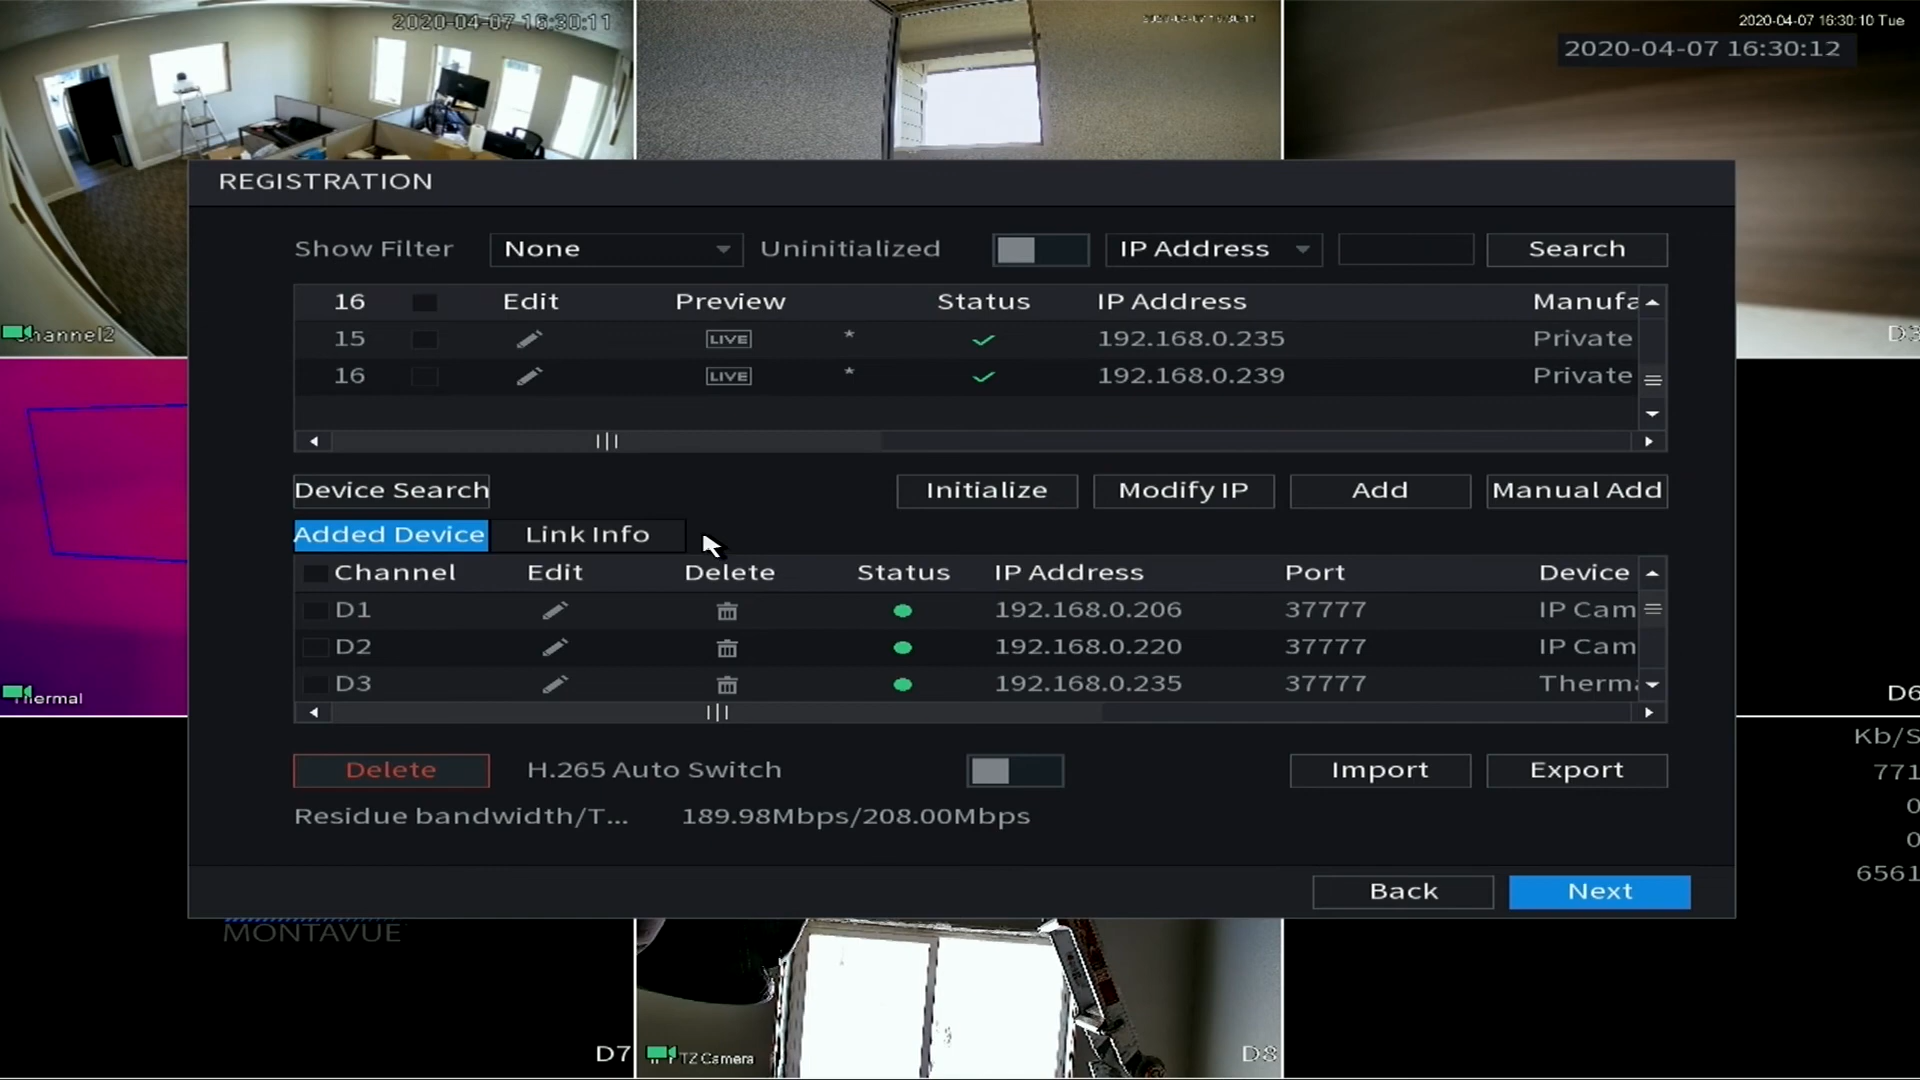 2020-04-07 16:30:11
2020-04-07 16:30:10 Tue
2020-04-07 16:30:12
REGISTRATION
Show Filter None Uninitialized IP Address Search
16 Edit Preview Status IP Address Manufa
15 LIVE * 192.168.0.235 Private
16 LIVE * 192.168.0.239 Private
hannel2
D3
Device Search Initialize Modify IP Add Manual Add
Added Device Link Info
Channel Edit Delete Status IP Address Port Device
D1 192.168.0.206 37777 IP Cam
D2 192.168.0.220 37777 IP Cam
D3 192.168.0.235 37777 Therma
hermal
D6
Delete H.265 Auto Switch Import Export
Residue bandwidth/T... 189.98Mbps/208.00Mbps
Kb/S
771
0
0
6561
Back Next
MONTAVUE
D7
TZ Camera
D8